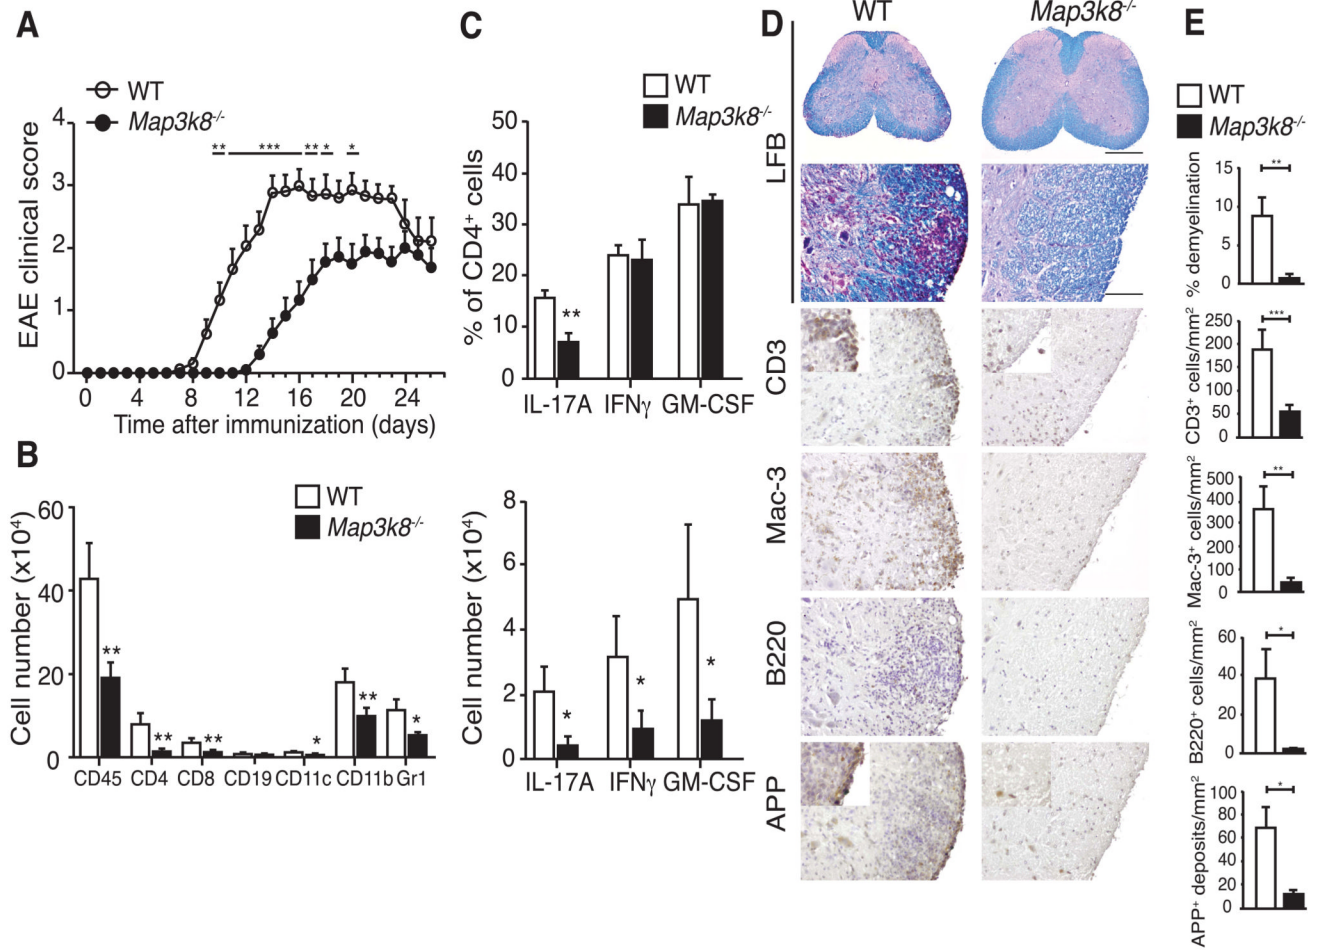 A
WT
Map3k8-/-
EAE clinical score
4
3
2
1
0
** *** ** * *
0 4 8 12 16 20 24
Time after immunization (days)
B
WT
Map3k8-/-
Cell number (x10⁴)
60
40
20
0
** ** ** * ** *
CD45 CD4 CD8 CD19 CD11c CD11b Gr1
C
WT
Map3k8-/-
% of CD4⁺ cells
50
40
30
20
10
0
**
IL-17A IFNγ GM-CSF
Cell number (x10⁴)
8
6
4
2
0
* * *
IL-17A IFNγ GM-CSF
D
WT Map3k8-/-
LFB
CD3
Mac-3
B220
APP
E
WT
Map3k8-/-
% demyelination
15
10
5
0
**
CD3⁺ cells/mm²
250
200
150
100
50
0
***
Mac-3⁺ cells/mm²
500
400
300
200
100
0
**
B220⁺ cells/mm²
60
40
20
0
*
APP⁺ deposits/mm²
100
80
60
40
20
0
*